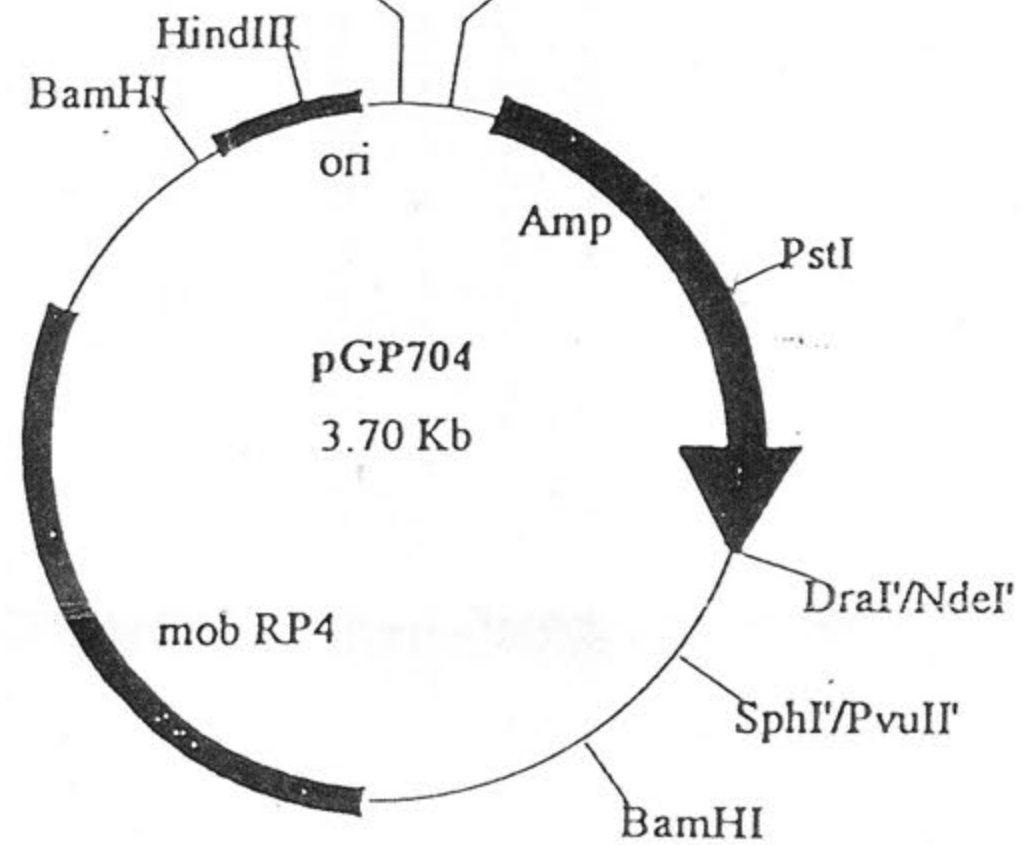 HindIII
BamHI
ori
Amp
PstI
pGP704
3.70 Kb
DraI'/NdeI'
mob RP4
SphI'/PvuII'
BamHI